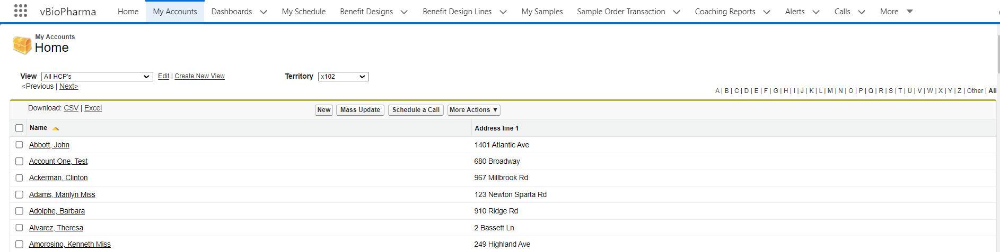 vBioPharma Home My Accounts Dashboards My Schedule Benefit Designs Benefit Design Lines My Samples Sample Order Transaction Coaching Reports Alerts Calls More
My Accounts
Home
View All HCP's Edit | Create New View Territory x102
<Previous | Next>
A | B | C | D | E | F | G | H | I | J | K | L | M | N | O | P | Q | R | S | T | U | V | W | X | Y | Z | Other | All
Download: CSV | Excel New Mass Update Schedule a Call More Actions ▼
Name Address line 1
Abbott, John 1401 Atlantic Ave
Account One, Test 680 Broadway
Ackerman, Clinton 967 Millbrook Rd
Adams, Marilyn Miss 123 Newton Sparta Rd
Adolphe, Barbara 910 Ridge Rd
Alvarez, Theresa 2 Bassett Ln
Amorosino, Kenneth Miss 249 Highland Ave